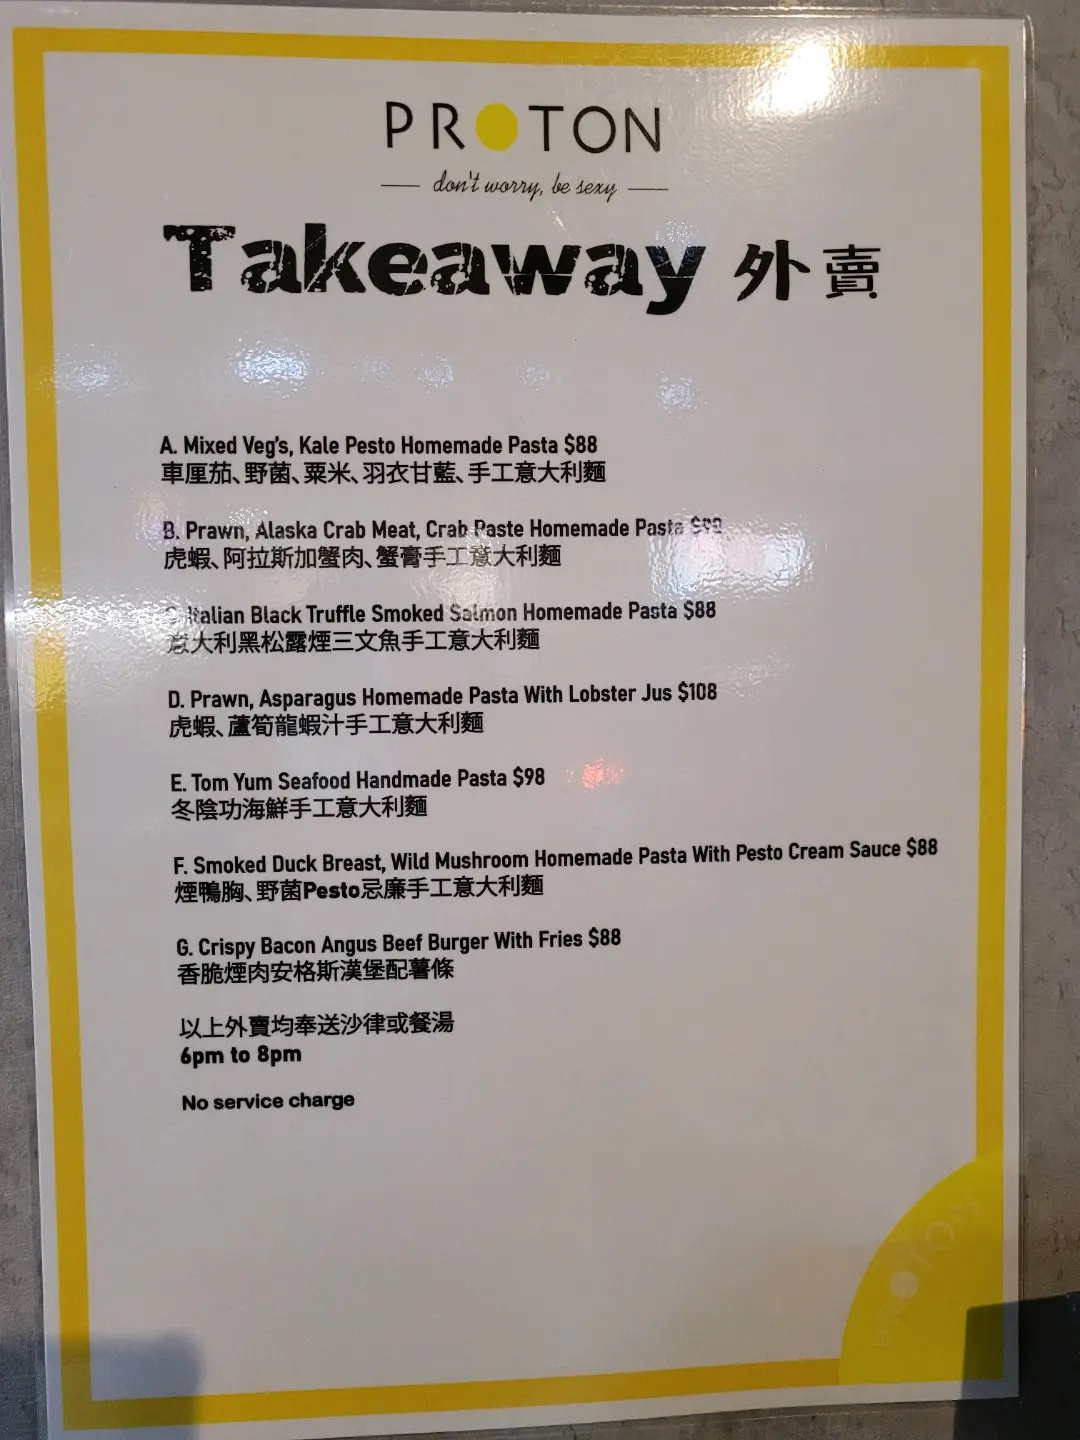 PROTON
don't worry, be sexy
Takeaway 外賣
A. Mixed Veg's, Kale Pesto Homemade Pasta $88
車厘茄、野菌、粟米、羽衣甘藍、手工意大利麵
B. Prawn, Alaska Crab Meat, Crab Paste Homemade Pasta
虎蝦、阿拉斯加蟹肉、蟹膏手工意大利麵
C. Italian Black Truffle Smoked Salmon Homemade Pasta $88
意大利黑松露煙三文魚手工意大利麵
D. Prawn, Asparagus Homemade Pasta With Lobster Jus $108
虎蝦、蘆筍龍蝦汁手工意大利麵
E. Tom Yum Seafood Handmade Pasta $98
冬陰功海鮮手工意大利麵
F. Smoked Duck Breast, Wild Mushroom Homemade Pasta With Pesto Cream Sauce $88
煙鴨胸、野菌Pesto忌廉手工意大利麵
G. Crispy Bacon Angus Beef Burger With Fries $88
香脆煙肉安格斯漢堡配薯條
以上外賣均奉送沙律或餐湯
6pm to 8pm
No service charge
PROTON